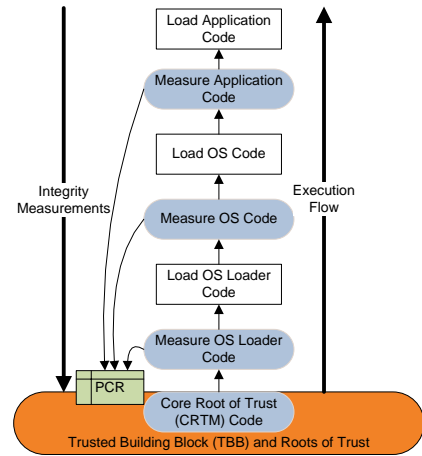 Load Application
Code
Measure Application
Code
Load OS Code
Integrity
Measurements
Execution
Flow
Measure OS Code
Load OS Loader
Code
Measure OS Loader
Code
PCR
Core Root of Trust
(CRTM) Code
Trusted Building Block (TBB) and Roots of Trust